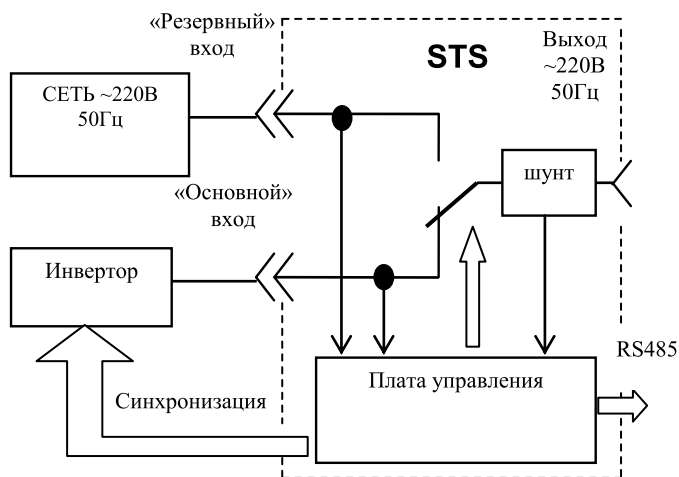 «Резервный»
вход
STS
Выход
~220В
50Гц
СЕТЬ ~220В
50Гц
шунт
«Основной»
вход
Инвертор
RS485
Плата управления
Синхронизация